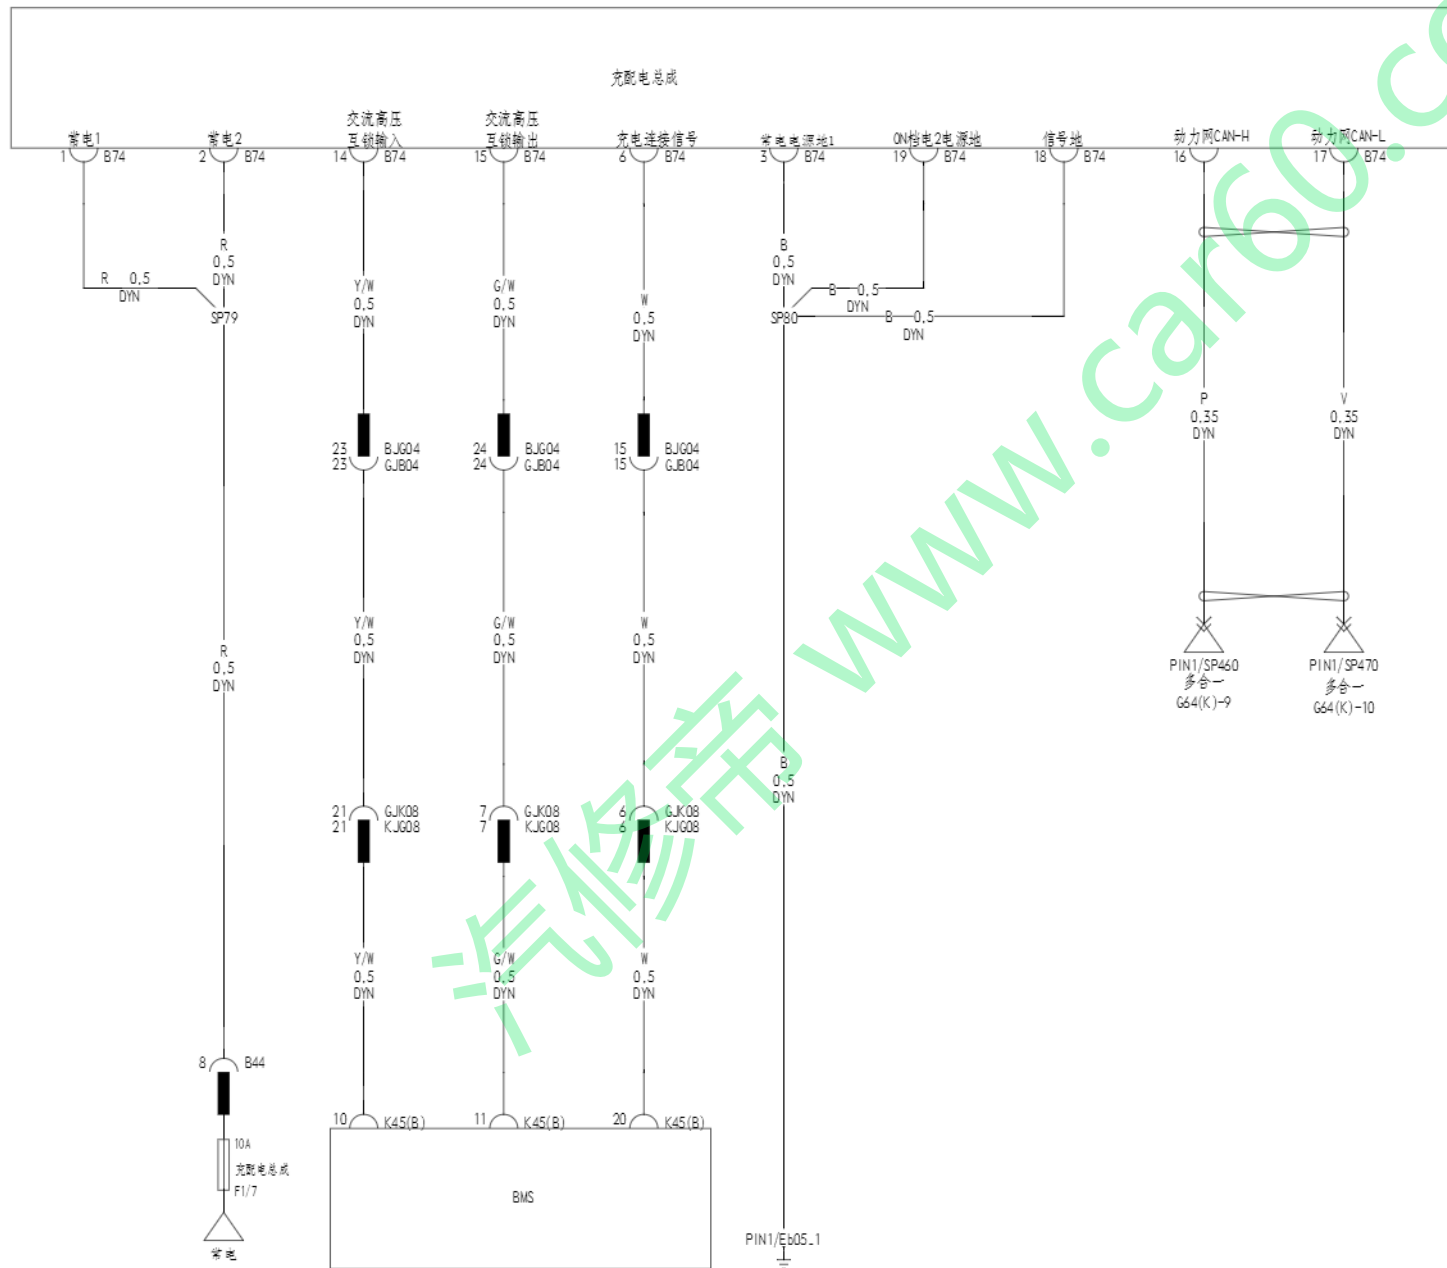 充配电总成
常电1
常电2
交流高压
互锁输入
交流高压
互锁输出
充电连接信号
常电电源地1
ON档电2电源地
信号地
动力网CAN-H
动力网CAN-L
1 B74
2 B74
14 B74
15 B74
6 B74
3 B74
19 B74
18 B74
16
17 B74
R
0.5
DYN
R 0.5
DYN
SP79
Y/W
0.5
DYN
G/W
0.5
DYN
W
0.5
DYN
B
0.5
DYN
B 0.5
DYN
SP80
B 0.5
DYN
P
0.35
DYN
V
0.35
DYN
23 BJG04
23 GJB04
24 BJG04
24 GJB04
15 BJG04
15 GJB04
R
0.5
DYN
Y/W
0.5
DYN
G/W
0.5
DYN
W
0.5
DYN
PIN1/SP460
多合一
G64(K)-9
PIN1/SP470
多合一
G64(K)-10
B
0.5
DYN
21 GJK08
21 KJG08
7 GJK08
7 KJG08
6 GJK08
6 KJG08
Y/W
0.5
DYN
G/W
0.5
DYN
W
0.5
DYN
8 B44
10A
充配电总成
F1/7
常电
10 K45(B)
11 K45(B)
20 K45(B)
BMS
PIN1/Eb05_1
汽修帝 www.car60.co